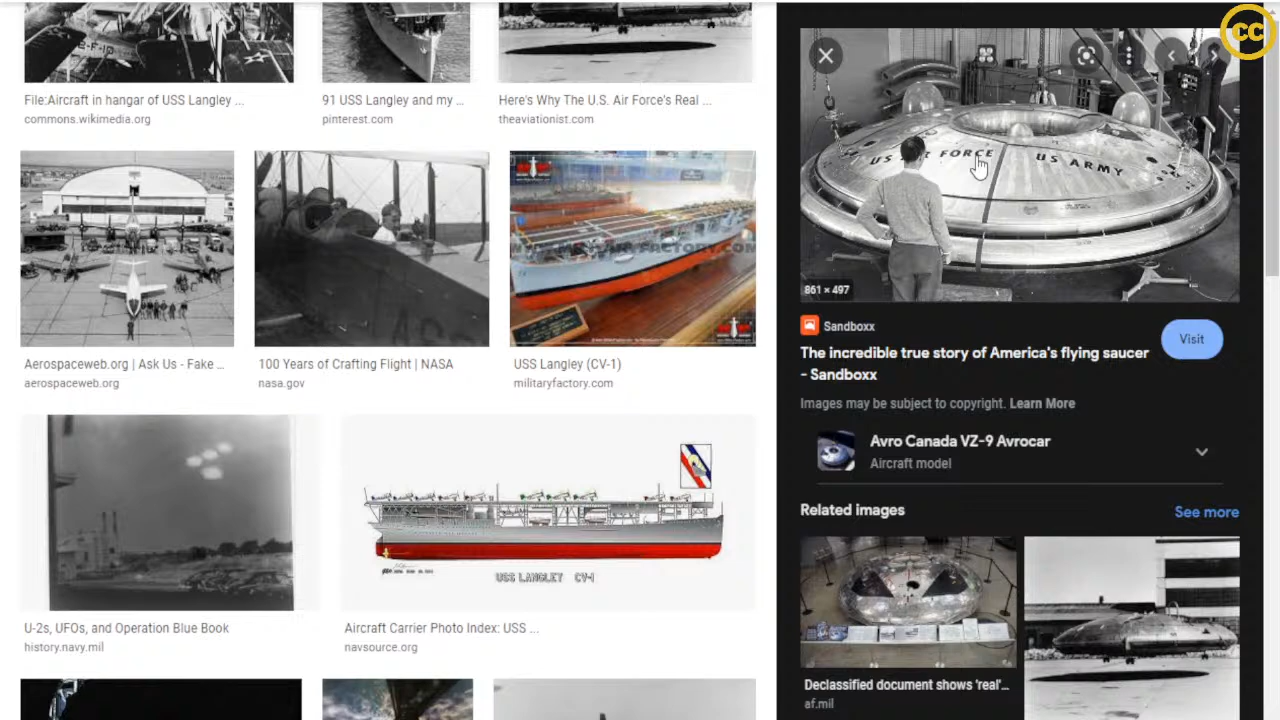 CC
File:Aircraft in hangar of USS Langley ...
commons.wikimedia.org
91 USS Langley and my ...
pinterest.com
Here's Why The U.S. Air Force's Real ...
theaviationist.com
Aerospaceweb.org | Ask Us - Fake ...
aerospaceweb.org
100 Years of Crafting Flight | NASA
nasa.gov
USS Langley (CV-1)
militaryfactory.com
USS LANGLEY CV-1
U-2s, UFOs, and Operation Blue Book
history.navy.mil
Aircraft Carrier Photo Index: USS ...
navsource.org
FORCE
US ARMY
861 × 497
Sandboxx
Visit
The incredible true story of America's flying saucer
- Sandboxx
Images may be subject to copyright. Learn More
Avro Canada VZ-9 Avrocar
Aircraft model
Related images
See more
Declassified document shows 'real'...
af.mil